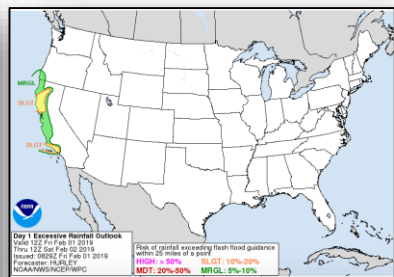 MRGL
SLGT
SLGT
NOAA
Day 1 Excessive Rainfall Outlook
Valid 12Z Fri Feb 01 2019
Thru 12Z Sat Feb 02 2019
Issued: 0829Z Fri Feb 01 2019
Forecaster: HURLEY
NOAA/NWS/NCEP/WPC
Risk of rainfall exceeding flash flood guidance
within 25 miles of a point
HIGH: > 50% SLGT: 10%-20%
MDT: 20%-50% MRGL: 5%-10%